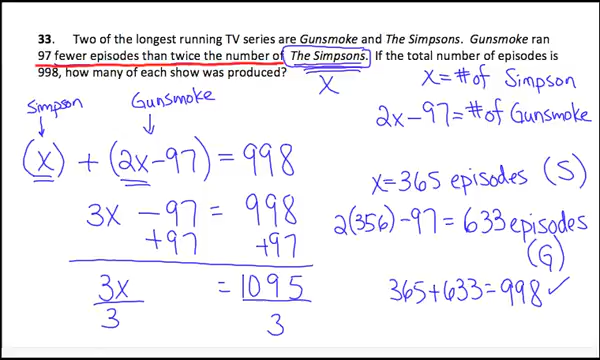 33. Two of the longest running TV series are Gunsmoke and The Simpsons. Gunsmoke ran
97 fewer episodes than twice the number of The Simpsons. If the total number of episodes is
998, how many of each show was produced?
X
X = # of Simpson
2x - 97 = # of Gunsmoke
Simpson Gunsmoke
(x) + (2x - 97) = 998
3x - 97 = 998
+97 +97
3x = 1095
3 3
x = 365 episodes (S)
2(356) - 97 = 633 episodes
(G)
365 + 633 = 998 ✓